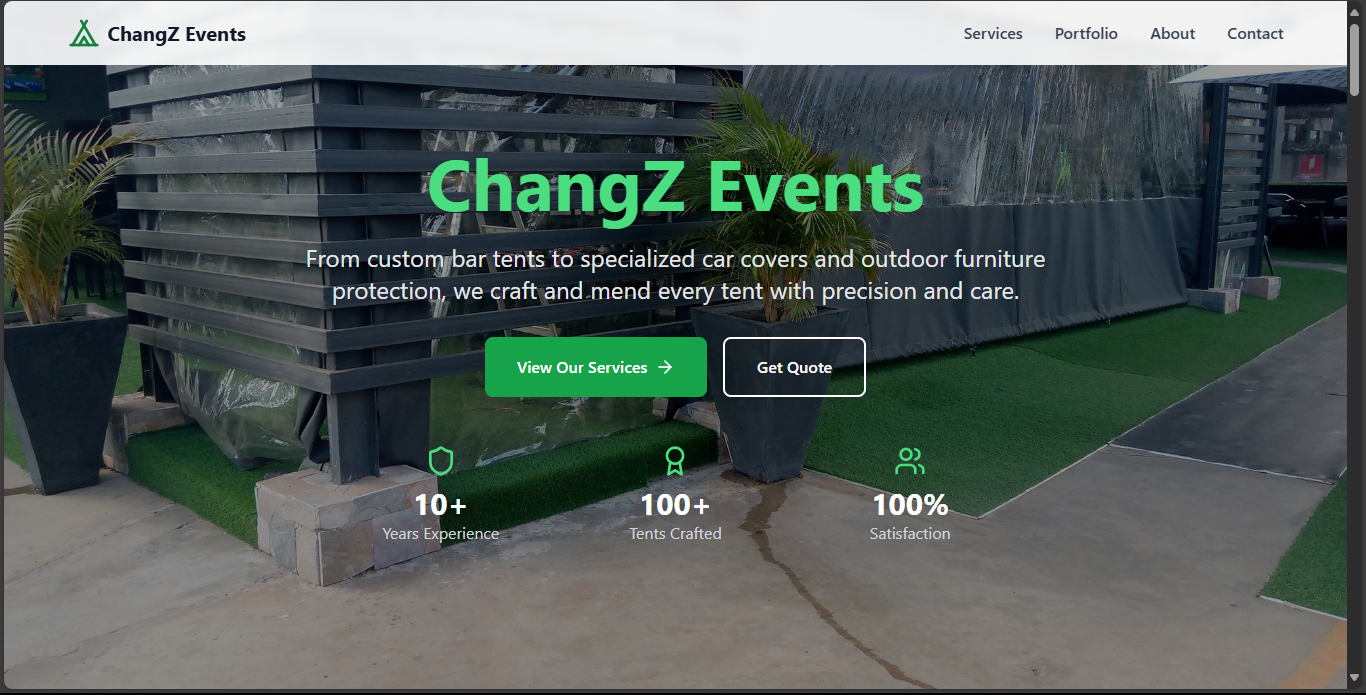 ChangZ Events
Services
Portfolio
About
Contact
ChangZ Events
From custom bar tents to specialized car covers and outdoor furniture
protection, we craft and mend every tent with precision and care.
View Our Services →
Get Quote
10+
Years Experience
100+
Tents Crafted
100%
Satisfaction